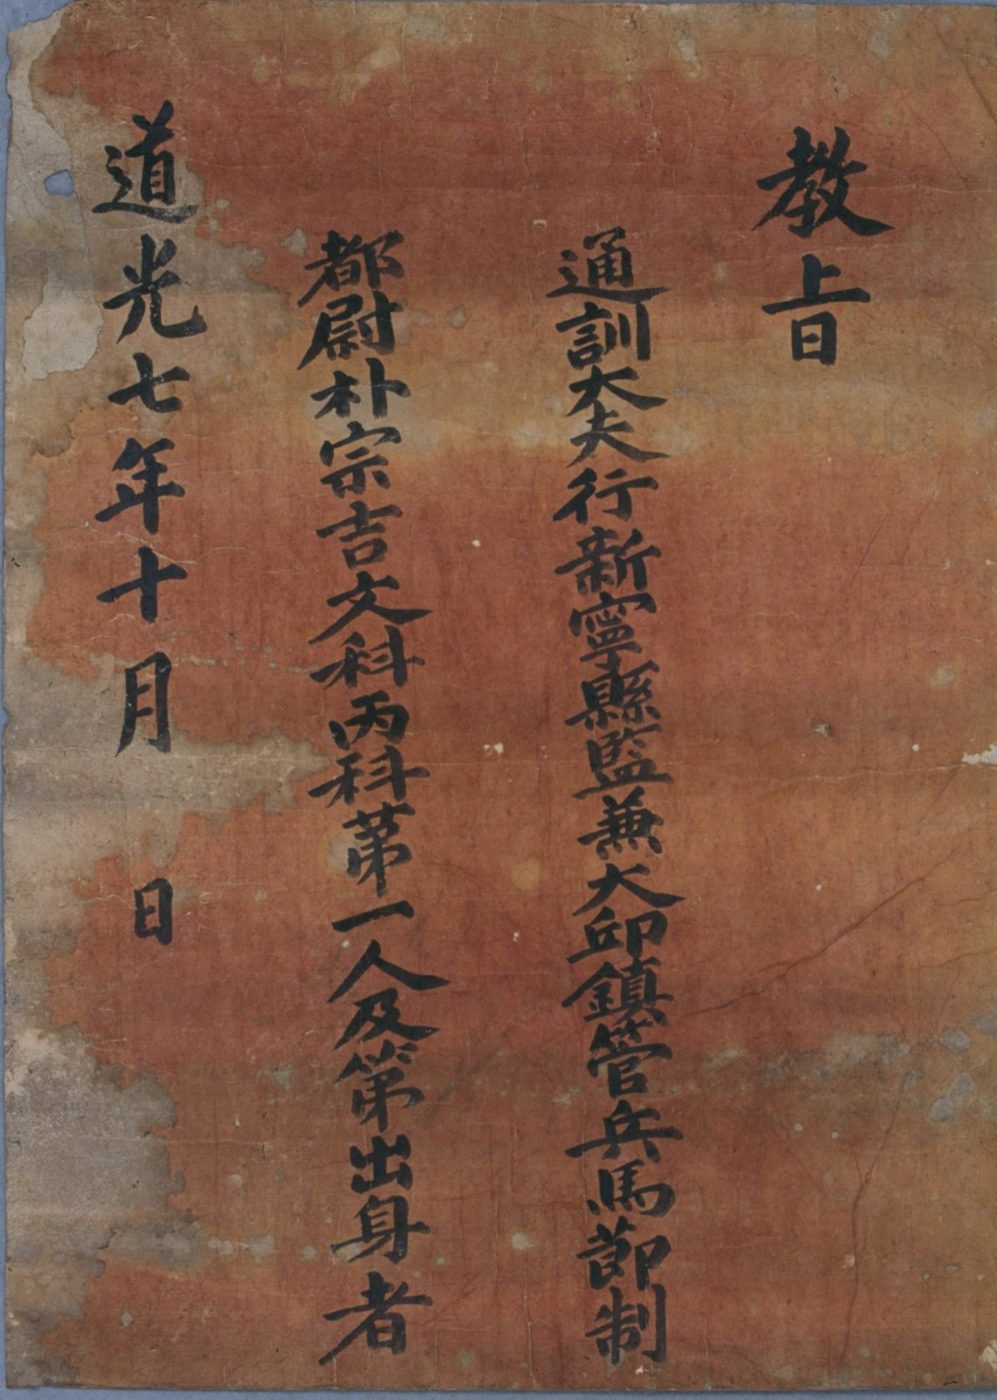 教旨
通訓大夫行新寧縣監兼大邱鎮管兵馬節制
都尉朴宗吉文科丙科第一人及第出身者
道光七年十月 日